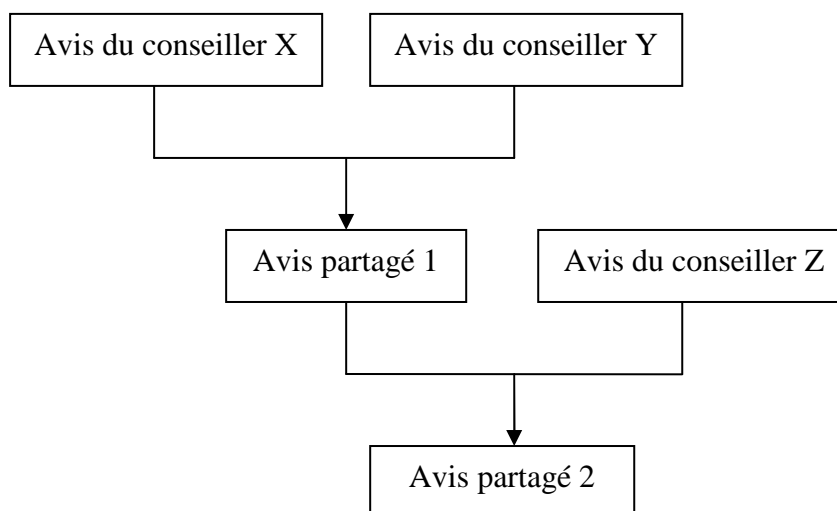 Avis du conseiller X
Avis du conseiller Y
Avis partagé 1
Avis du conseiller Z
Avis partagé 2